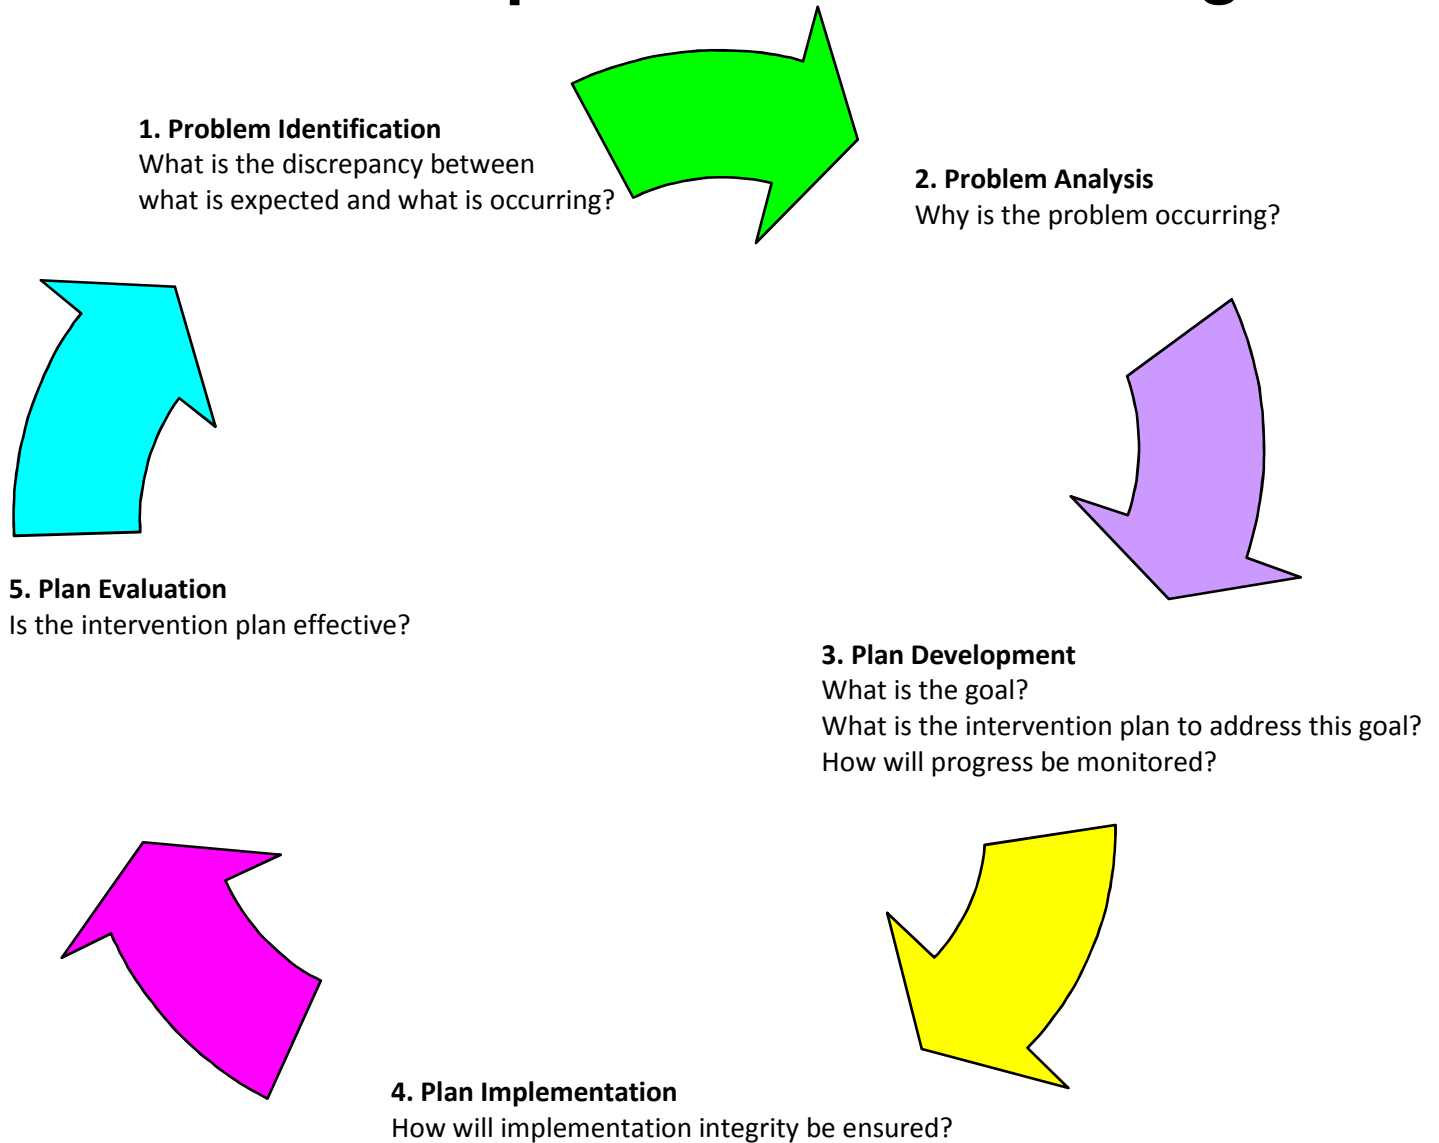 1. Problem Identification
What is the discrepancy between
what is expected and what is occurring?
2. Problem Analysis
Why is the problem occurring?
5. Plan Evaluation
Is the intervention plan effective?
3. Plan Development
What is the goal?
What is the intervention plan to address this goal?
How will progress be monitored?
4. Plan Implementation
How will implementation integrity be ensured?